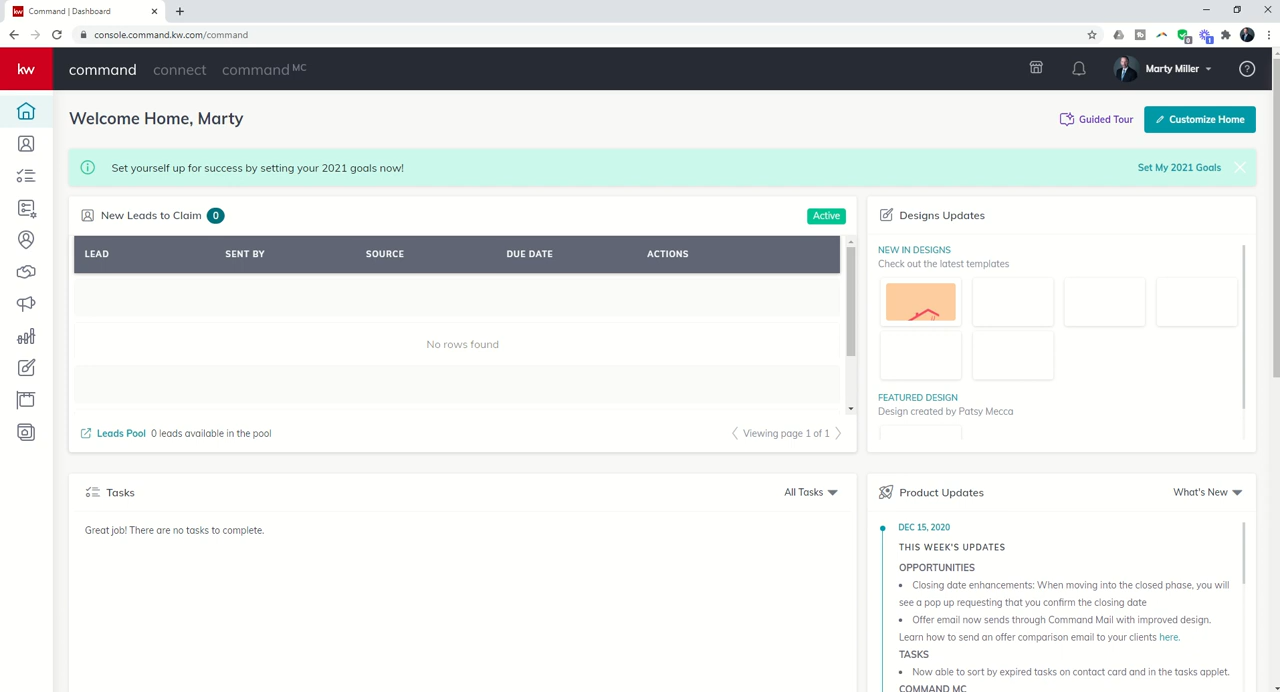 kw Command | Dashboard
console.command.kw.com/command
kw command connect command MC Marty Miller ?
Welcome Home, Marty
Guided Tour
Customize Home
Set yourself up for success by setting your 2021 goals now!
Set My 2021 Goals
New Leads to Claim 0
Active
LEAD SENT BY SOURCE DUE DATE ACTIONS
No rows found
Leads Pool 0 leads available in the pool
Viewing page 1 of 1
Designs Updates
NEW IN DESIGNS
Check out the latest templates
FEATURED DESIGN
Design created by Patsy Mecca
Tasks
All Tasks
Great job! There are no tasks to complete.
Product Updates
What's New
DEC 15, 2020
THIS WEEK'S UPDATES
OPPORTUNITIES
• Closing date enhancements: When moving into the closed phase, you will
see a pop up requesting that you confirm the closing date
• Offer email now sends through Command Mail with improved design.
Learn how to send an offer comparison email to your clients here.
TASKS
• Now able to sort by expired tasks on contact card and in the tasks applet.
COMMAND MC